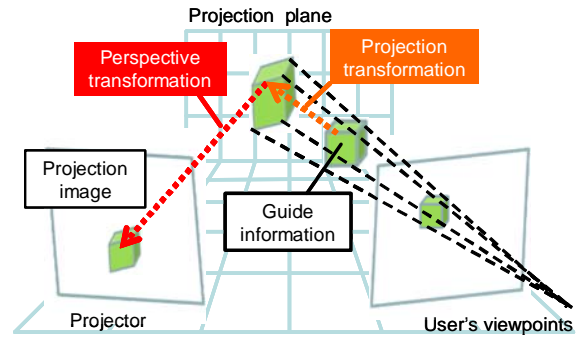 Projection plane
Perspective
transformation
Projection
transformation
Projection
image
Guide
information
Projector
User's viewpoints